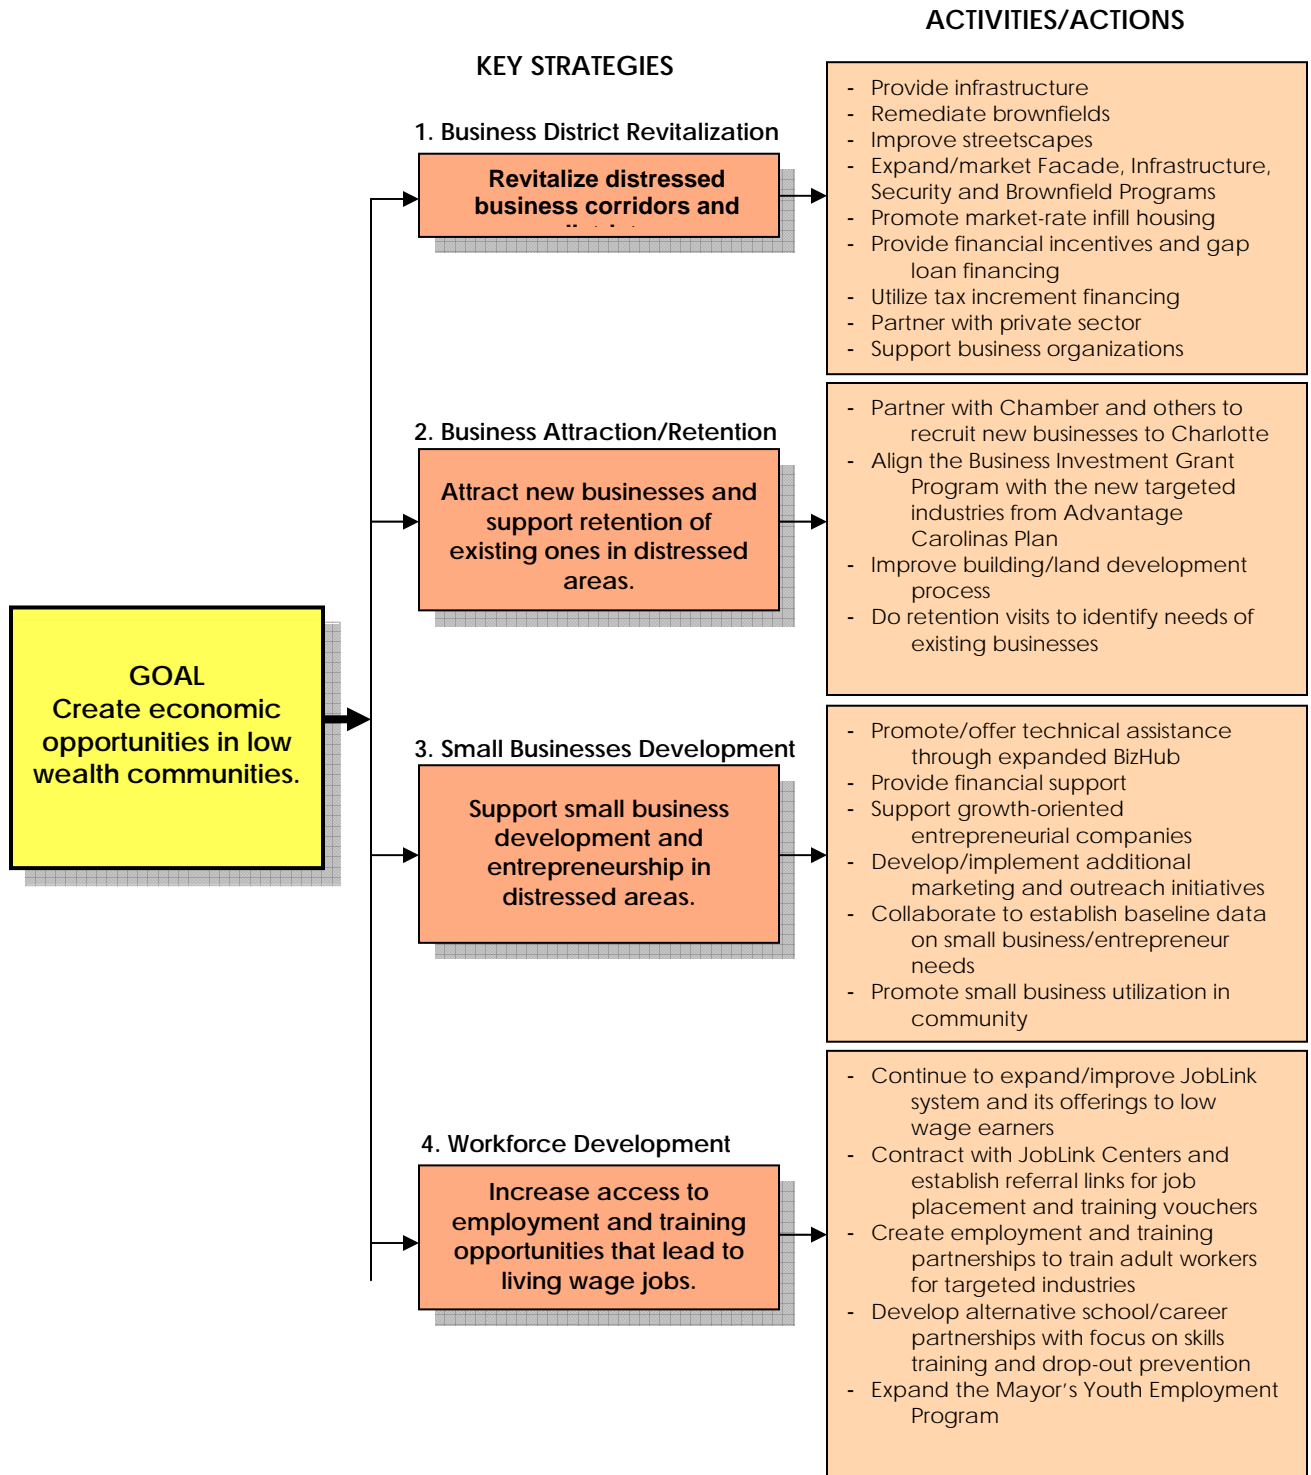 ACTIVITIES/ACTIONS
KEY STRATEGIES
GOAL
Create economic
opportunities in low
wealth communities.
1. Business District Revitalization
Revitalize distressed
business corridors and
- Provide infrastructure
- Remediate brownfields
- Improve streetscapes
- Expand/market Facade, Infrastructure,
Security and Brownfield Programs
- Promote market-rate infill housing
- Provide financial incentives and gap
loan financing
- Utilize tax increment financing
- Partner with private sector
- Support business organizations
2. Business Attraction/Retention
Attract new businesses and
support retention of
existing ones in distressed
areas.
- Partner with Chamber and others to
recruit new businesses to Charlotte
- Align the Business Investment Grant
Program with the new targeted
industries from Advantage
Carolinas Plan
- Improve building/land development
process
- Do retention visits to identify needs of
existing businesses
3. Small Businesses Development
Support small business
development and
entrepreneurship in
distressed areas.
- Promote/offer technical assistance
through expanded BizHub
- Provide financial support
- Support growth-oriented
entrepreneurial companies
- Develop/implement additional
marketing and outreach initiatives
- Collaborate to establish baseline data
on small business/entrepreneur
needs
- Promote small business utilization in
community
4. Workforce Development
Increase access to
employment and training
opportunities that lead to
living wage jobs.
- Continue to expand/improve JobLink
system and its offerings to low
wage earners
- Contract with JobLink Centers and
establish referral links for job
placement and training vouchers
- Create employment and training
partnerships to train adult workers
for targeted industries
- Develop alternative school/career
partnerships with focus on skills
training and drop-out prevention
- Expand the Mayor's Youth Employment
Program